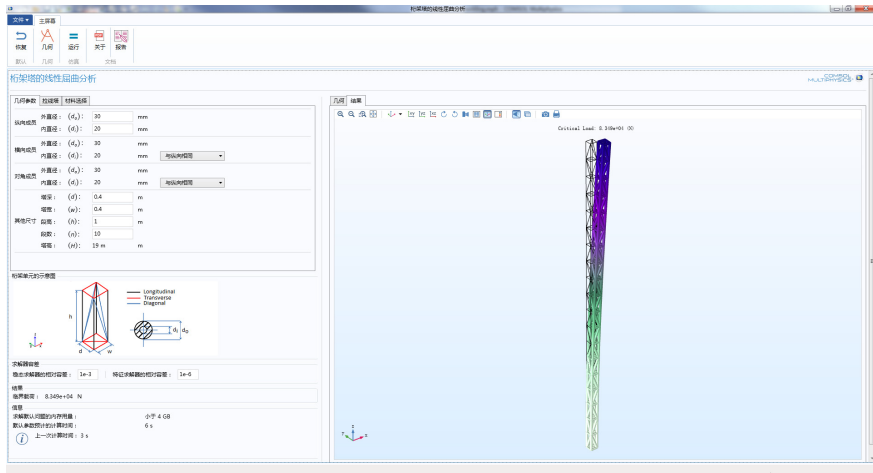 桁架塔的线性屈曲分析
文件
主屏幕
恢复 几何 运行 关于 报告
默认 几何 仿真 文档
桁架塔的线性屈曲分析
COMSOL
MULTIPHYSICS
几何参数 拉线塔 材料选择
纵向成员
外直径： (dₒ): 30 mm
内直径： (dᵢ): 20 mm
横向成员
外直径： (dₒ): 30 mm
内直径： (dᵢ): 20 mm 与纵向相同
对角成员
外直径： (dₒ): 30 mm
内直径： (dᵢ): 20 mm 与纵向相同
其他尺寸
塔深： (d): 0.4 m
塔宽： (w): 0.4 m
段高： (h): 1 m
段数： (n): 10
塔高： (H): 19 m m
桁架单元的示意图
Longitudinal
Transverse
Diagonal
h
d w
dᵢ dₒ
求解器容差
稳态求解器的相对容差： 1e-3 特征求解器的相对容差： 1e-6
结果
临界载荷： 8.349e+04 N
信息
求解默认问题的内存用量： 小于 4 GB
默认参数预计的计算时间： 6 s
上一次计算时间： 3 s
几何 结果
Critical Load: 8.349e+04 (N)
z
y x